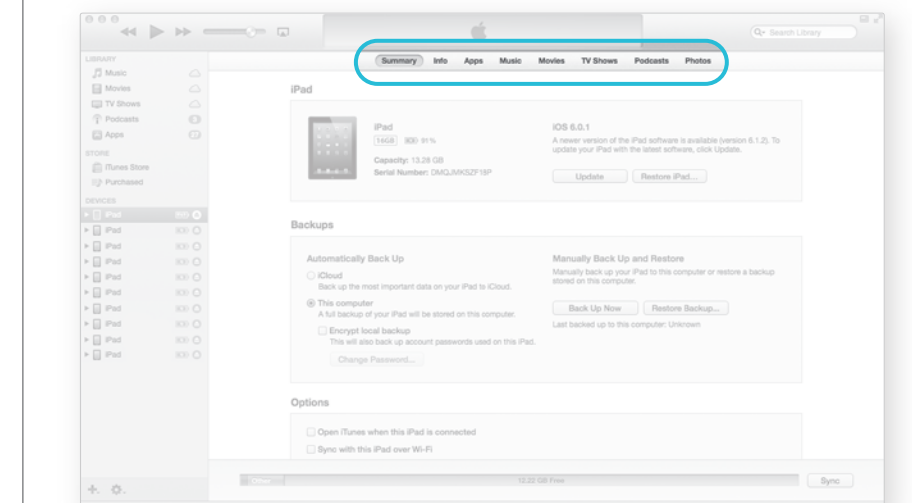 Search Library
Summary Info Apps Music Movies TV Shows Podcasts Photos
LIBRARY
Music
Movies
TV Shows
Podcasts
Apps
STORE
iTunes Store
Purchased
DEVICES
iPad
iPad
iPad
iPad
iPad
iPad
iPad
iPad
iPad
iPad
iPad
iPad
16GB 91%
Capacity: 13.28 GB
Serial Number:
iOS 6.0.1
A newer version of the iPad software is available (version 6.1.2). To
update your iPad with the latest software, click Update.
Update Restore iPad...
Backups
Automatically Back Up
iCloud
Back up the most important data on your iPad to iCloud.
This computer
A full backup of your iPad will be stored on this computer.
Encrypt local backup
This will also back up account passwords used on this iPad.
Change Password...
Manually Back Up and Restore
Manually back up your iPad to this computer or restore a backup
stored on this computer.
Back Up Now Restore Backup...
Last backed up to this computer: Unknown
Options
Open iTunes when this iPad is connected
Sync with this iPad over Wi-Fi
Other
12.22 GB Free
Sync